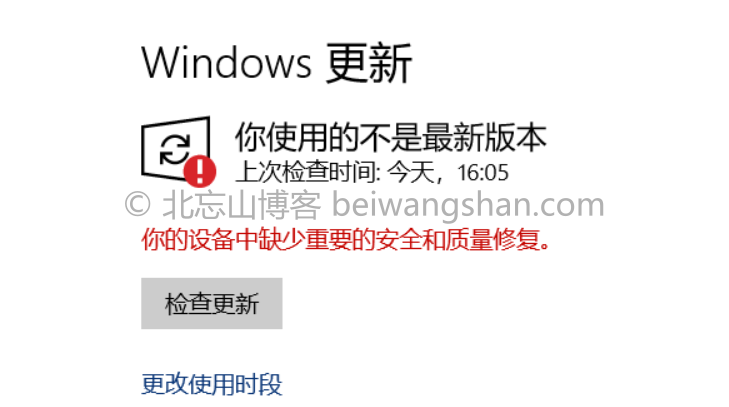 Windows 更新
你使用的不是最新版本
上次检查时间: 今天，16:05
© 北忘山博客 beiwangshan.com
你的设备中缺少重要的安全和质量修复。
检查更新
更改使用时段